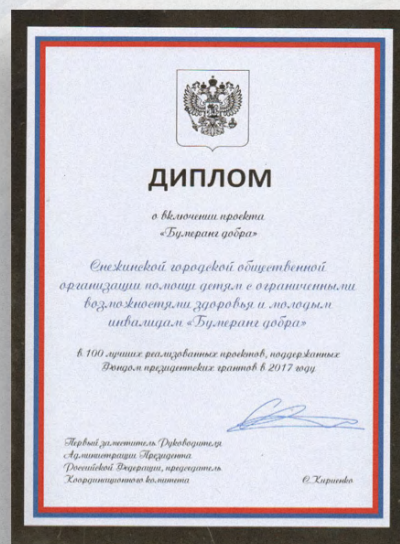 ДИПЛОМ
о включении проекта
«Бумеранг добра»
Снежинской городской общественной
организации помощи детям с ограниченными
возможностями здоровья и молодым
инвалидам «Бумеранг добра»
в 100 лучших реализованных проектов, поддержанных
Фондом президентских грантов в 2017 году
Первый заместитель Руководителя
Администрации Президента
Российской Федерации, председатель
Координационного комитета
С.Кириенко